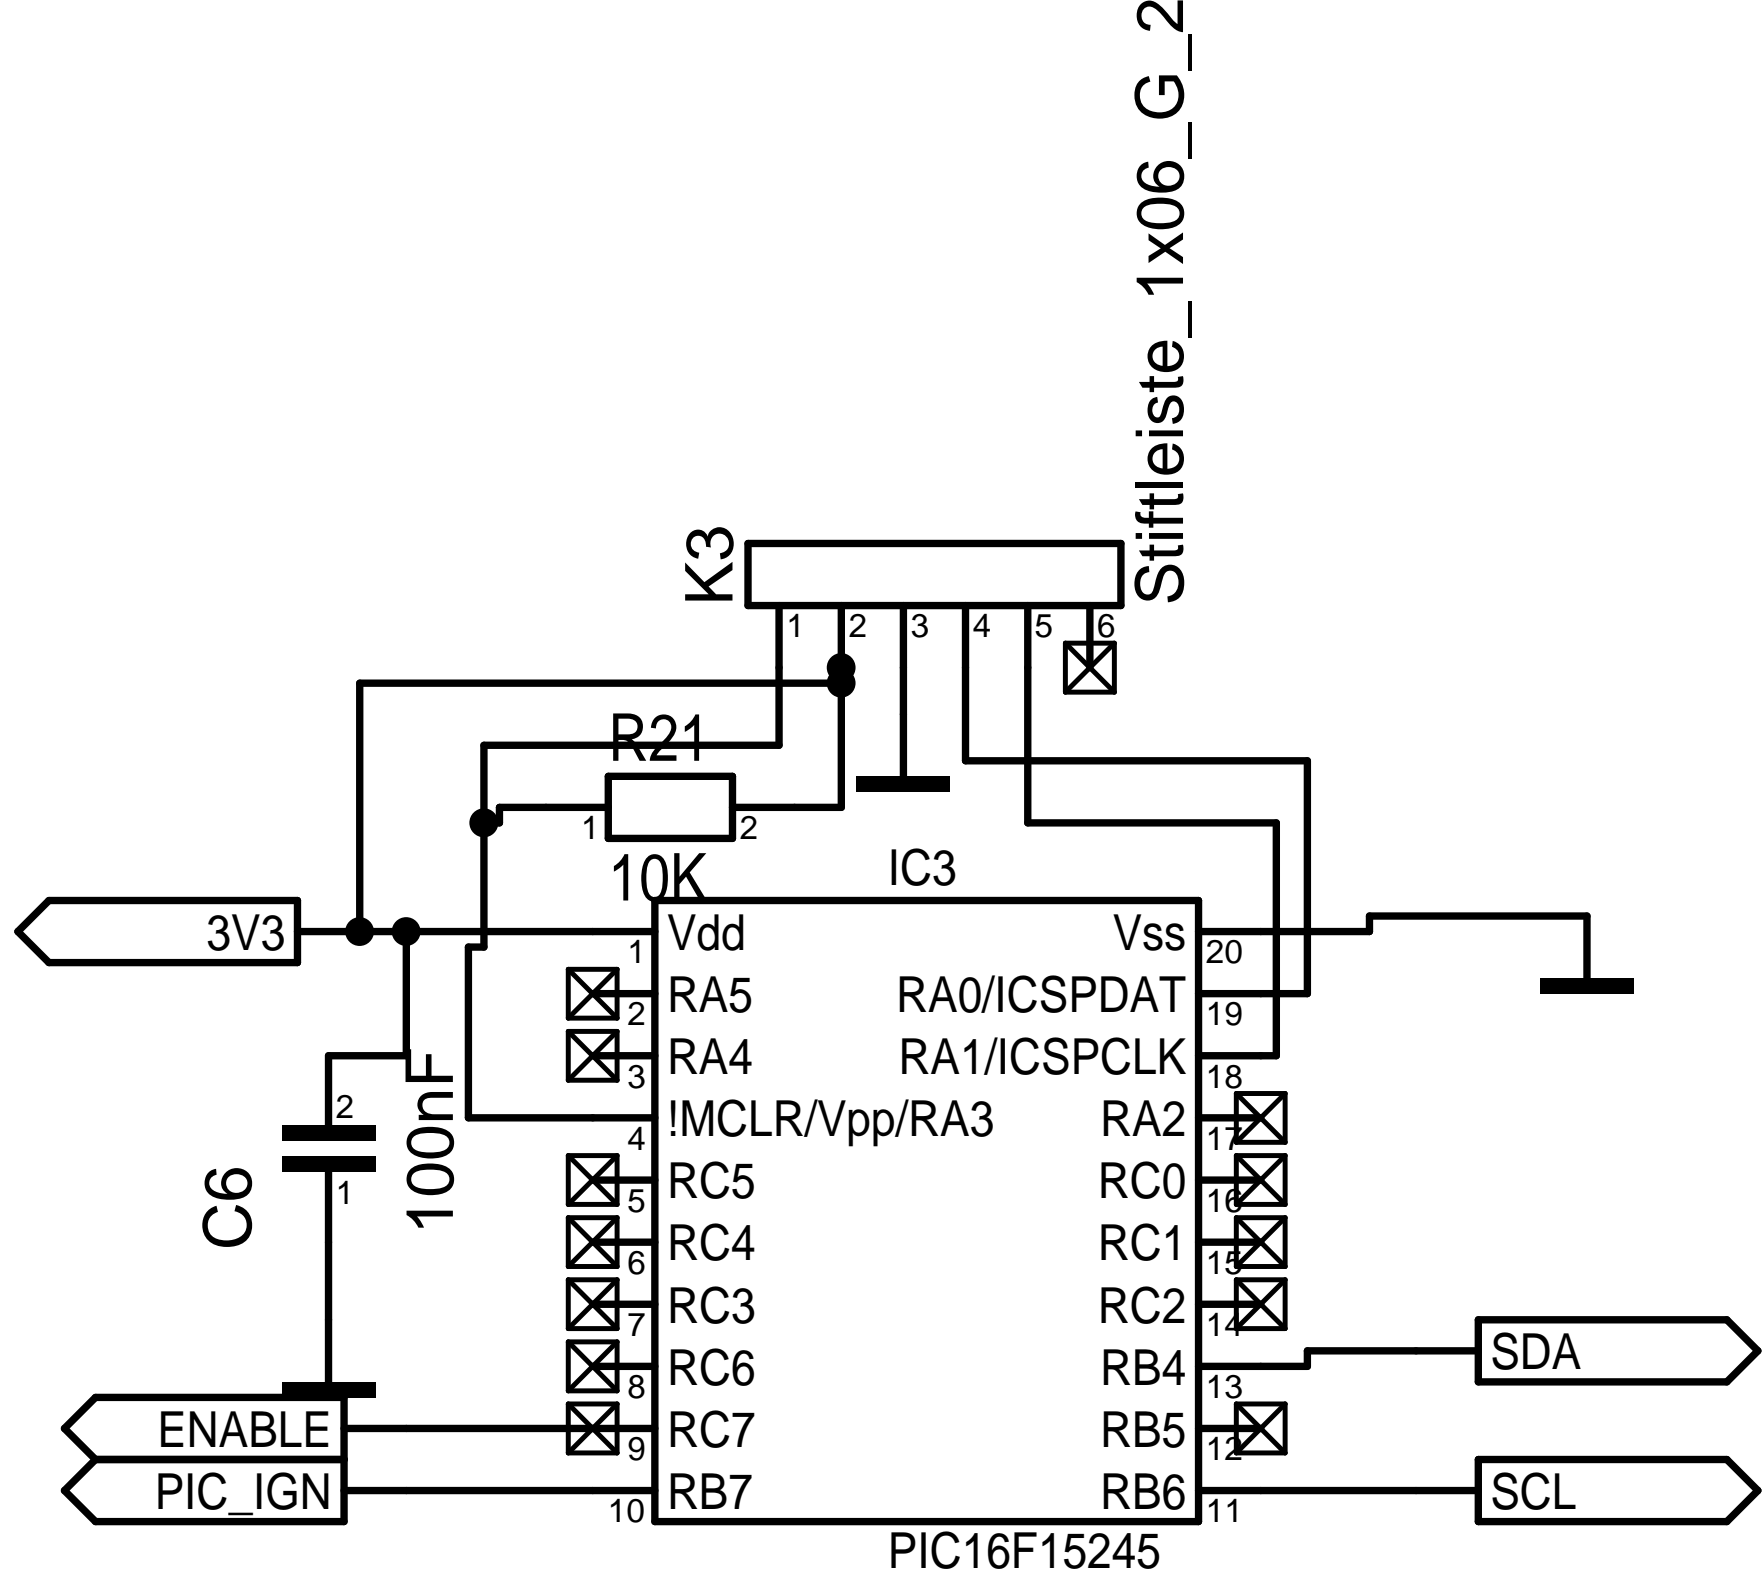 Stiftleiste_1x06_G_2
K3
1
2
3
4
5
6
R21
1
2
10K
IC3
3V3
1
Vdd
Vss
20
2
RA5
RA0/ICSPDAT
19
3
RA4
RA1/ICSPCLK
18
4
!MCLR/Vpp/RA3
RA2
17
5
RC5
RC0
16
6
RC4
RC1
15
7
RC3
RC2
14
8
RC6
RB4
13
9
RC7
RB5
12
10
RB7
RB6
11
PIC16F15245
2
1
C6
100nF
ENABLE
PIC_IGN
SDA
SCL